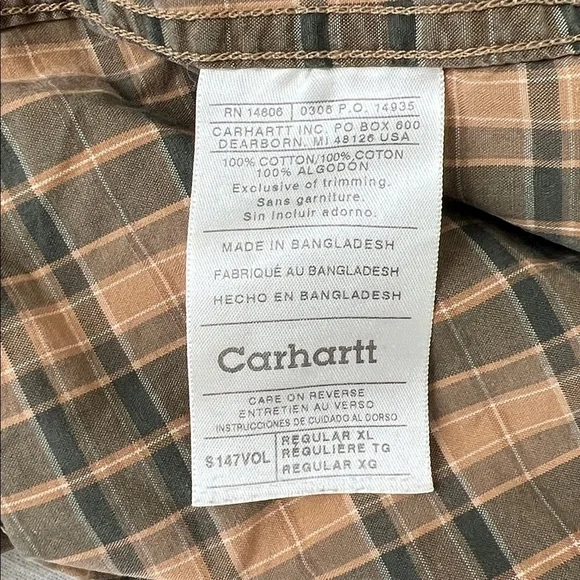 RN 14806 0306 P.O. 14935
CARHARTT INC. PO BOX 600
DEARBORN, MI 48126 USA
100% COTTON/100% COTON
100% ALGODÓN
Exclusive of trimming.
Sans garniture.
Sin incluir adorno.
MADE IN BANGLADESH
FABRIQUÉ AU BANGLADESH
HECHO EN BANGLADESH
Carhartt
CARE ON REVERSE
ENTRETIEN AU VERSO
INSTRUCCIONES DE CUIDADO AL DORSO
S147VOL
REGULAR XL
RÉGULIÈRE TG
REGULAR XG